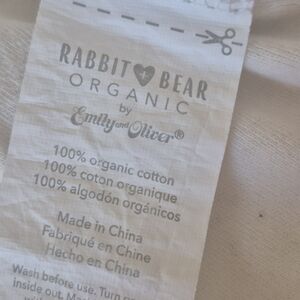 RABBIT + BEAR
ORGANIC
by
Emily and Oliver®
100% organic cotton
100% coton organique
100% algodón orgánicos
Made in China
Fabriqué en Chine
Hecho en China
Wash before use. Turn
inside out.